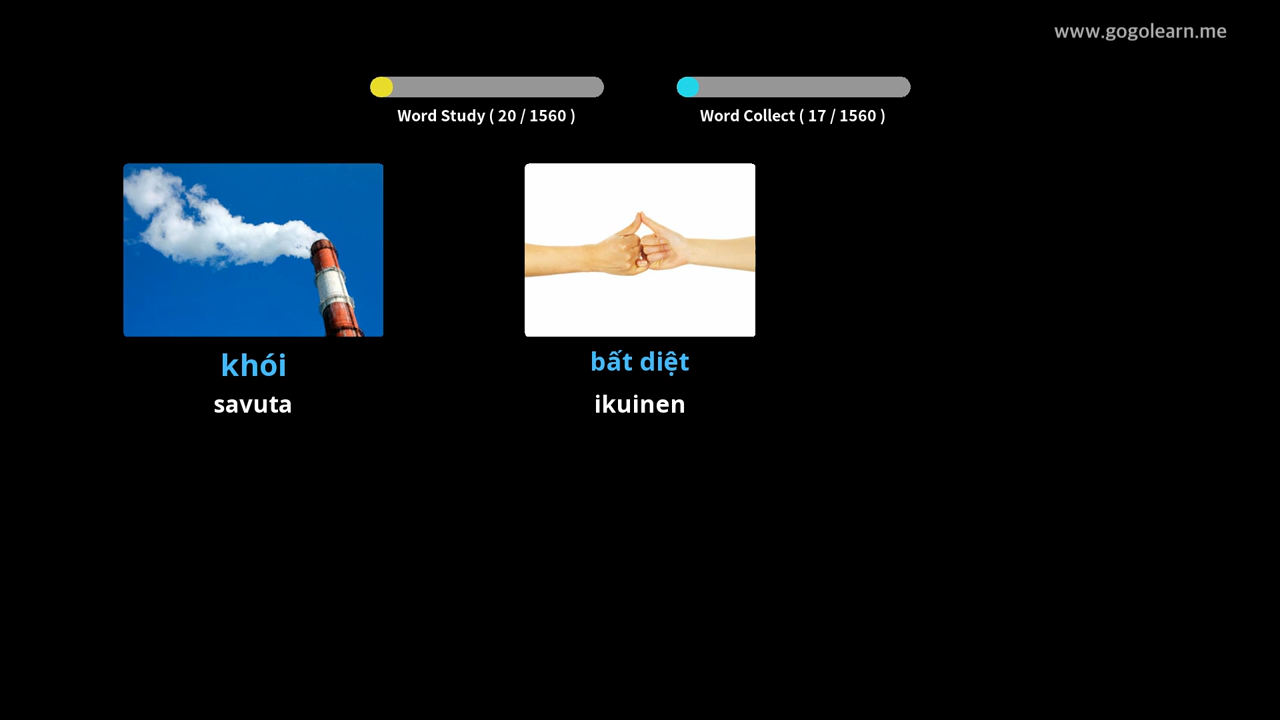 www.gogolearn.me
Word Study ( 20 / 1560 )
Word Collect ( 17 / 1560 )
khói
savuta
bất diệt
ikuinen